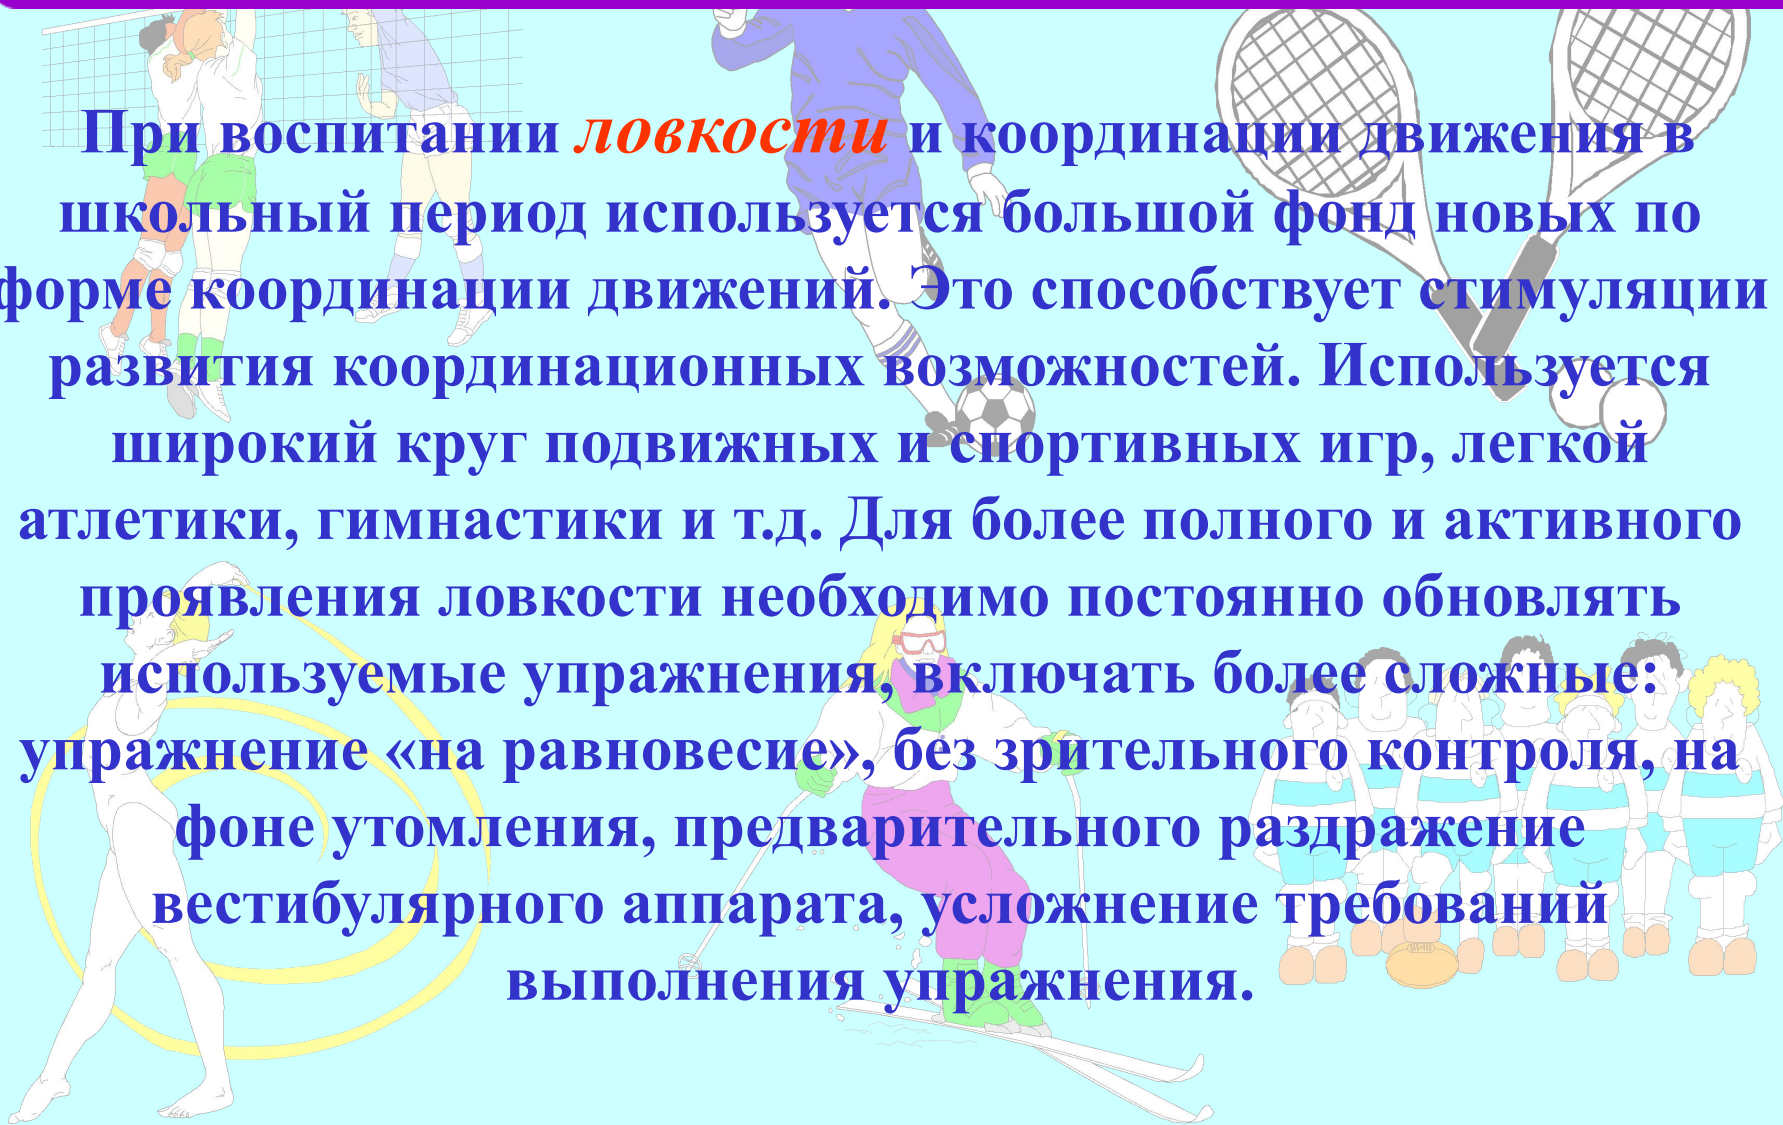 При воспитании ловкости и координации движения в
школьный период используется большой фонд новых по
форме координации движений. Это способствует стимуляции
развития координационных возможностей. Используется
широкий круг подвижных и спортивных игр, легкой
атлетики, гимнастики и т.д. Для более полного и активного
проявления ловкости необходимо постоянно обновлять
используемые упражнения, включать более сложные:
упражнение «на равновесие», без зрительного контроля, на
фоне утомления, предварительного раздражение
вестибулярного аппарата, усложнение требований
выполнения упражнения.